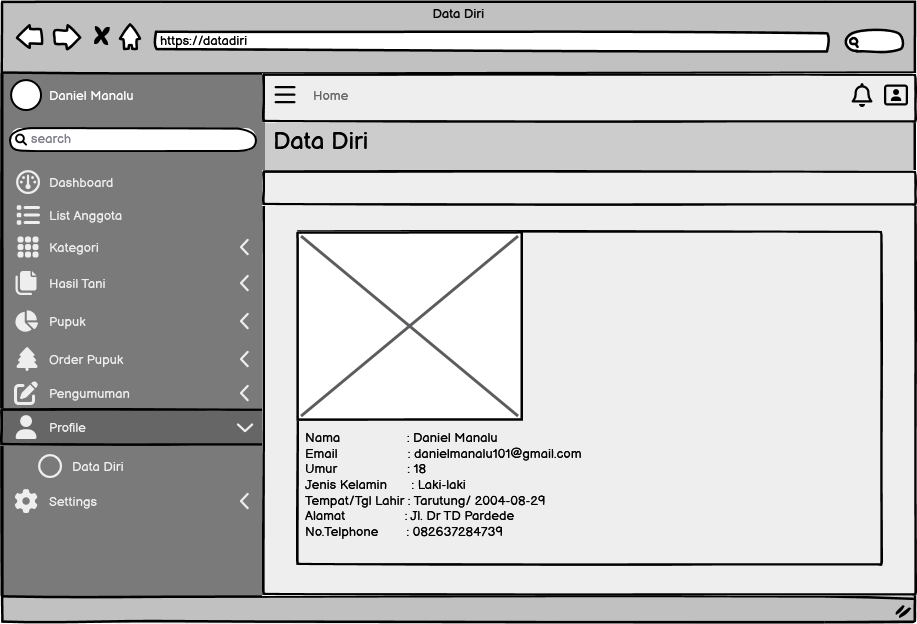 Data Diri
https://datadiri
Daniel Manalu
Home
search
Data Diri
Dashboard
List Anggota
Kategori
Hasil Tani
Pupuk
Order Pupuk
Pengumuman
Profile
Data Diri
Settings
Nama : Daniel Manalu
Email : danielmanalu101@gmail.com
Umur : 18
Jenis Kelamin : Laki-laki
Tempat/Tgl Lahir : Tarutung/ 2004-08-29
Alamat : Jl. Dr TD Pardede
No.Telphone : 082637284739